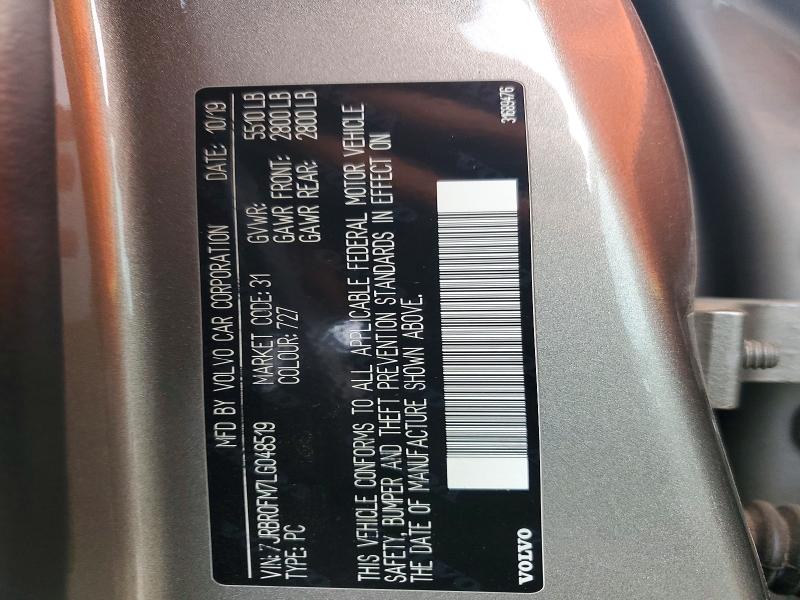 MFD BY VOLVO CAR CORPORATION DATE: 10/19
VIN: 7JRBR0FM7LG048519 MARKET CODE: 31 GVWR: 5510 LB
TYPE: PC COLOUR: 727 GAWR FRONT: 2800 LB
GAWR REAR: 2800 LB
THIS VEHICLE CONFORMS TO ALL APPLICABLE FEDERAL MOTOR VEHICLE
SAFETY, BUMPER AND THEFT PREVENTION STANDARDS IN EFFECT ON
THE DATE OF MANUFACTURE SHOWN ABOVE.
VOLVO 31689476